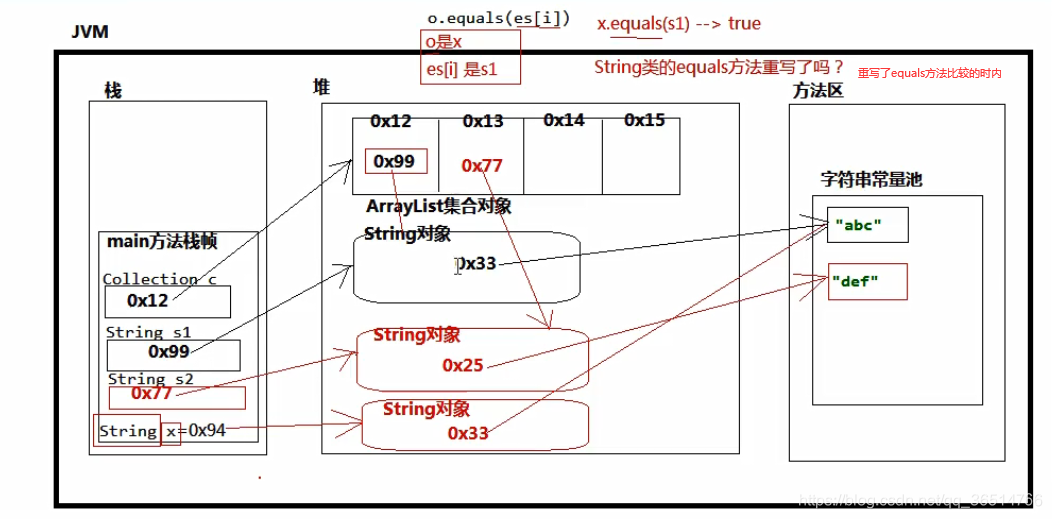 o.equals(es[i])
x.equals(s1) --> true
JVM
o是x
es[i] 是s1
String类的equals方法重写了吗？
重写了equals方法比较的时内
栈
堆
方法区
0x12
0x13
0x14
0x15
0x99
0x77
字符串常量池
ArrayList集合对象
"abc"
main方法栈帧
String对象
0x33
Collection c
0x12
"def"
String s1
0x99
String对象
0x25
String s2
0x77
String对象
0x33
String x=0x94
https://blog.csdn.net/qq_36514766